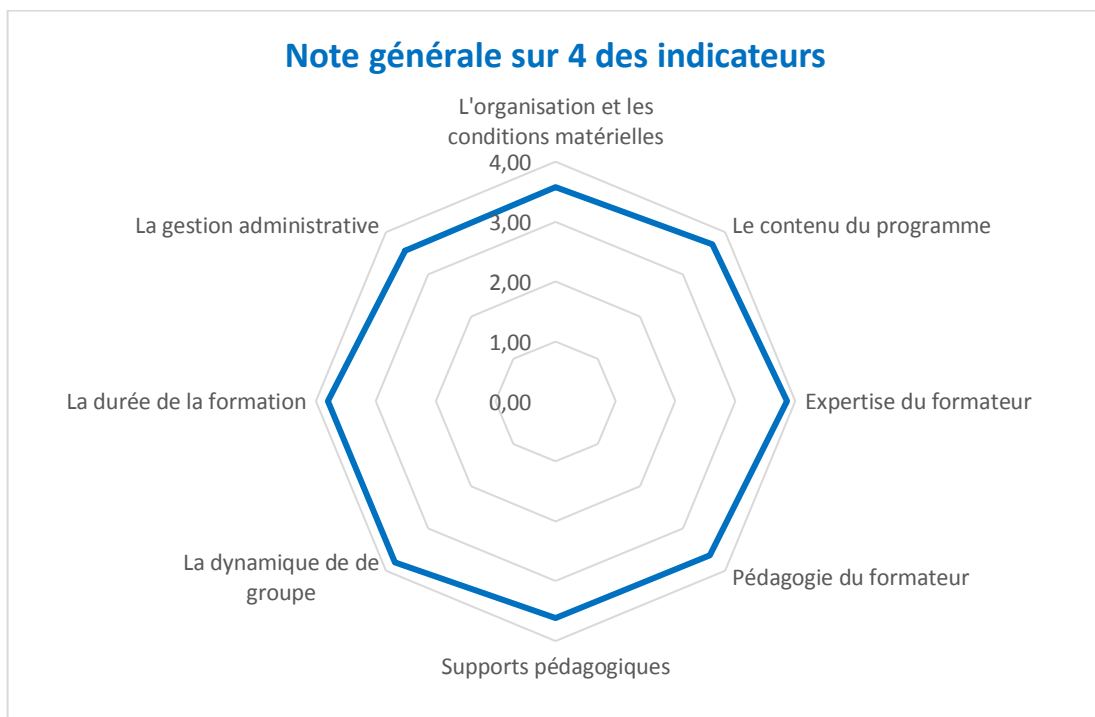 Note générale sur 4 des indicateurs
L'organisation et les
conditions matérielles
4,00
La gestion administrative
3,00
Le contenu du programme
2,00
1,00
La durée de la formation
0,00
Expertise du formateur
La dynamique de de
groupe
Pédagogie du formateur
Supports pédagogiques